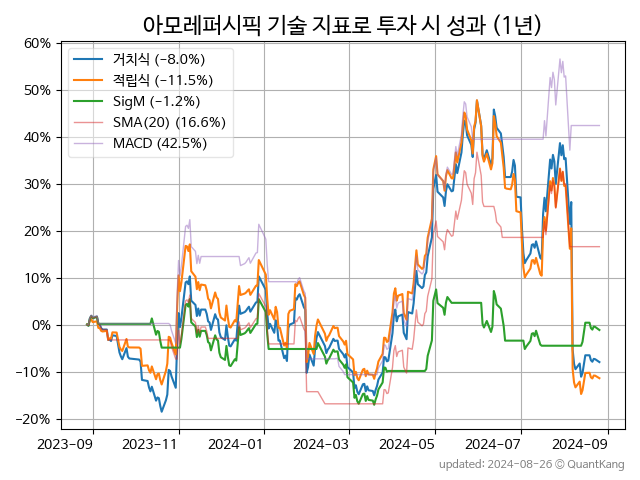 아모레퍼시픽 기술 지표로 투자 시 성과 (1년)
60%
50%
40%
30%
20%
10%
0%
−10%
−20%
거치식 (−8.0%)
적립식 (−11.5%)
SigM (−1.2%)
SMA(20) (16.6%)
MACD (42.5%)
2023-09
2023-11
2024-01
2024-03
2024-05
2024-07
2024-09
updated: 2024-08-26 © QuantKang